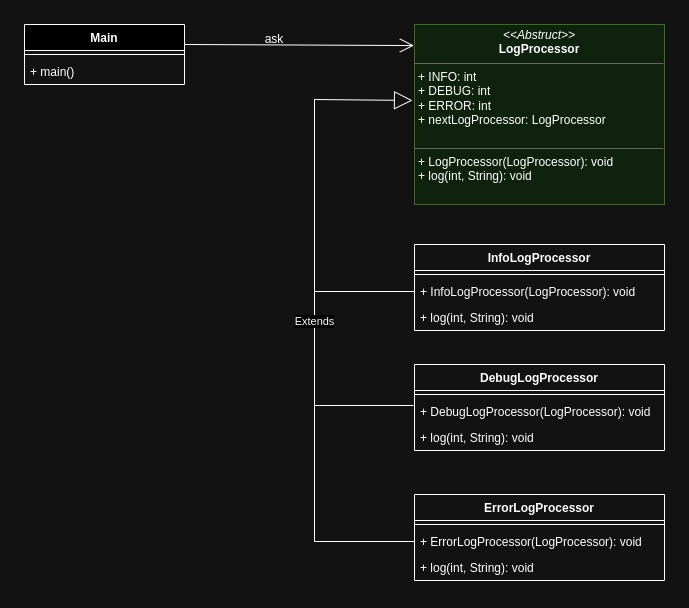 Main
+ main()
ask
<<Abstruct>>
LogProcessor
+ INFO: int
+ DEBUG: int
+ ERROR: int
+ nextLogProcessor: LogProcessor
+ LogProcessor(LogProcessor): void
+ log(int, String): void
InfoLogProcessor
+ InfoLogProcessor(LogProcessor): void
+ log(int, String): void
Extends
DebugLogProcessor
+ DebugLogProcessor(LogProcessor): void
+ log(int, String): void
ErrorLogProcessor
+ ErrorLogProcessor(LogProcessor): void
+ log(int, String): void